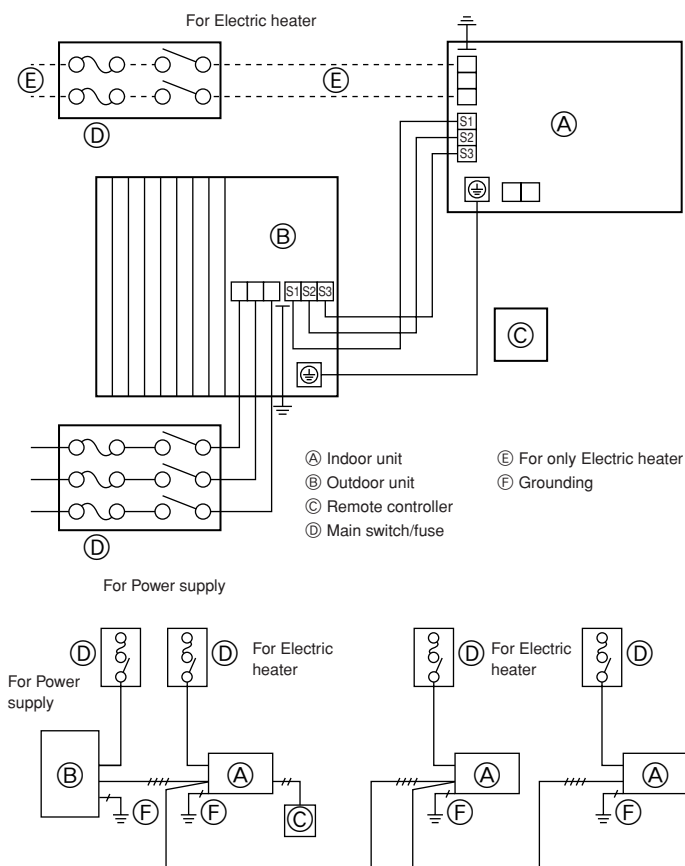 For Electric heater
Ⓔ Ⓔ
Ⓓ
Ⓐ
S1
S2
S3
Ⓑ
S1 S2 S3
Ⓒ
Ⓐ Indoor unit
Ⓑ Outdoor unit
Ⓒ Remote controller
Ⓓ Main switch/fuse
Ⓔ For only Electric heater
Ⓕ Grounding
Ⓓ
For Power supply
Ⓓ Ⓓ For Electric
heater
For Power
supply
Ⓓ For Electric
heater
Ⓓ
Ⓑ Ⓐ Ⓐ Ⓐ
Ⓕ Ⓕ Ⓒ Ⓕ Ⓕ